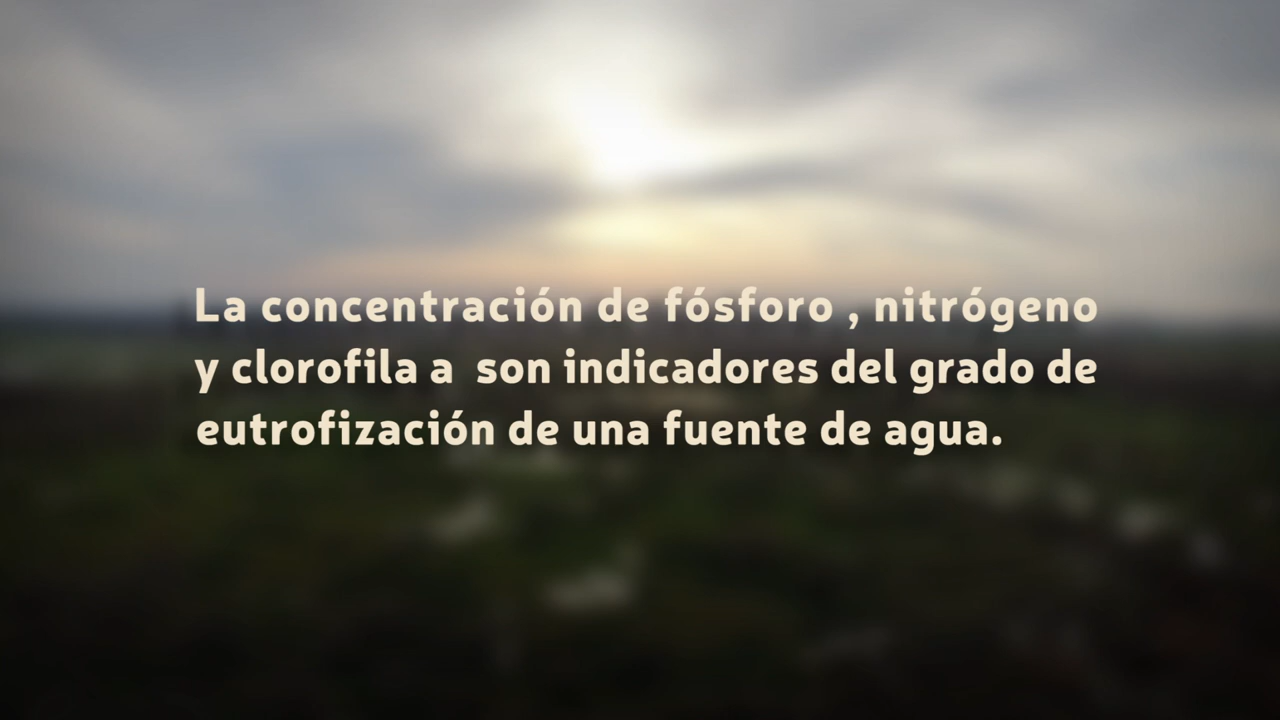 La concentración de fósforo , nitrógeno
y clorofila a son indicadores del grado de
eutrofización de una fuente de agua.